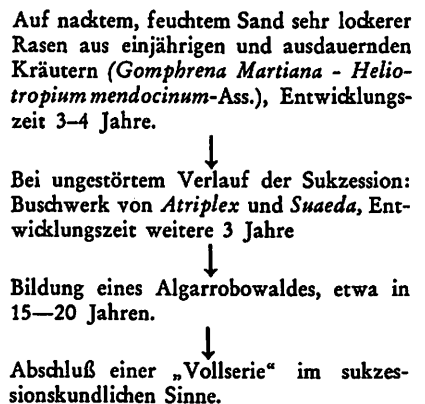 Auf nacktem, feuchtem Sand sehr lockerer
Rasen aus einjährigen und ausdauernden
Kräutern (Gomphrena Martiana - Helio-
tropium mendocinum-Ass.), Entwicklungs-
zeit 3–4 Jahre.
↓
Bei ungestörtem Verlauf der Sukzession:
Buschwerk von Atriplex und Suaeda, Ent-
wicklungszeit weitere 3 Jahre
↓
Bildung eines Algarrobowaldes, etwa in
15—20 Jahren.
↓
Abschluß einer „Vollserie“ im sukzes-
sionskundlichen Sinne.